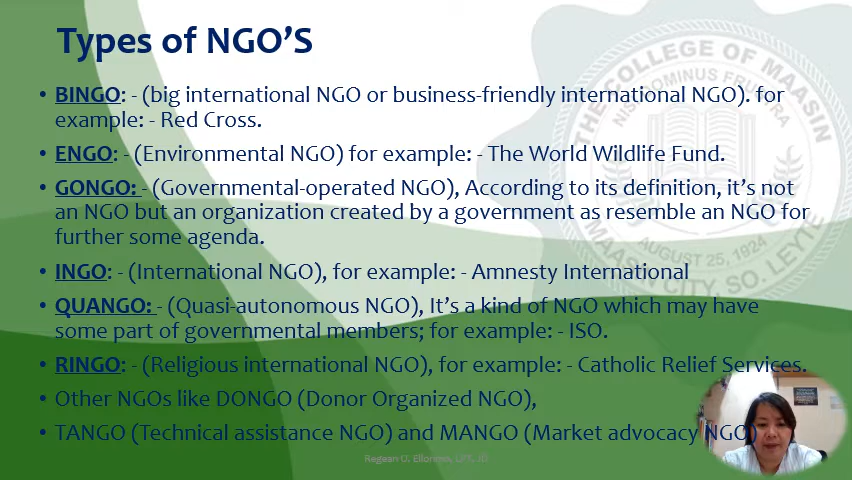 Types of NGO'S
• BINGO: - (big international NGO or business-friendly international NGO). for
example: - Red Cross.
• ENGO: - (Environmental NGO) for example: - The World Wildlife Fund.
• GONGO: - (Governmental-operated NGO), According to its definition, it's not
an NGO but an organization created by a government as resemble an NGO for
further some agenda.
• INGO: - (International NGO), for example: - Amnesty International
• QUANGO: - (Quasi-autonomous NGO), It's a kind of NGO which may have
some part of governmental members; for example: - ISO.
• RINGO: - (Religious international NGO), for example: - Catholic Relief Services.
• Other NGOs like DONGO (Donor Organized NGO),
• TANGO (Technical assistance NGO) and MANGO (Market advocacy NGO)
THE COLLEGE OF MAASIN
NISI DOMINUS FRUSTRA
AUGUST 25, 1924
MAASIN CITY, SO. LEYTE